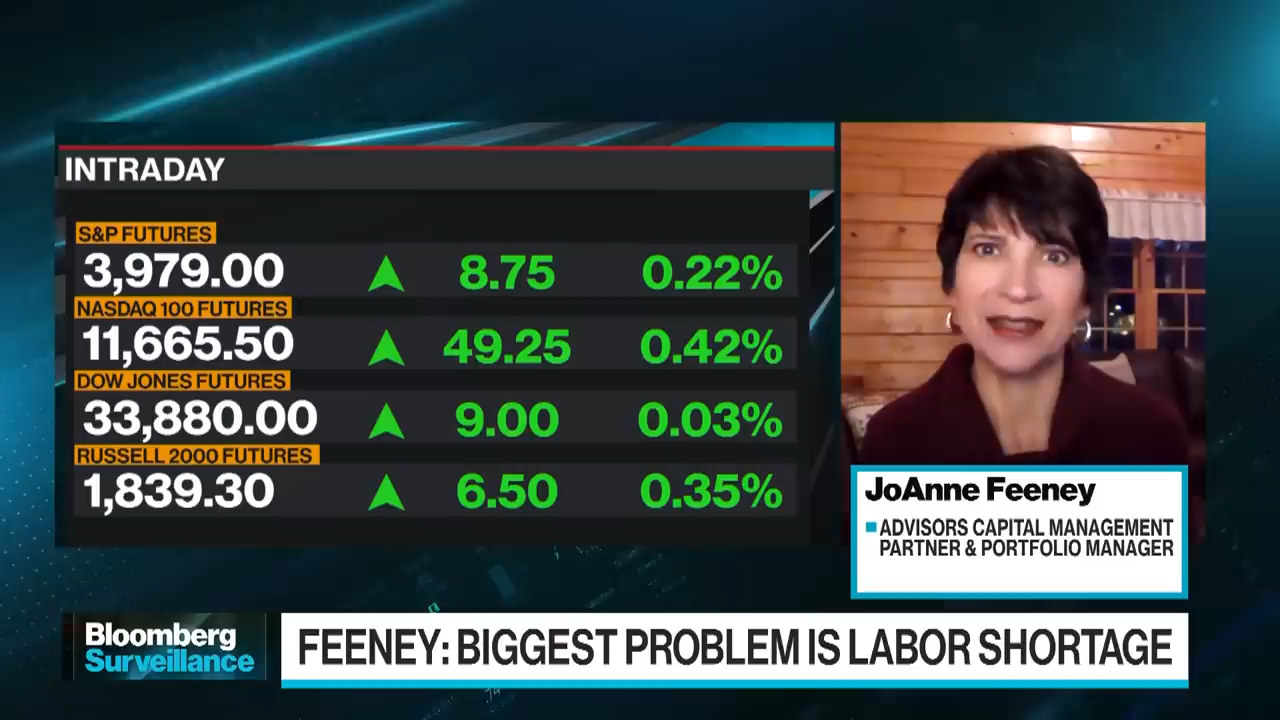 INTRADAY
S&P FUTURES
3,979.00 ▲ 8.75 0.22%
NASDAQ 100 FUTURES
11,665.50 ▲ 49.25 0.42%
DOW JONES FUTURES
33,880.00 ▲ 9.00 0.03%
RUSSELL 2000 FUTURES
1,839.30 ▲ 6.50 0.35%
JoAnne Feeney
ADVISORS CAPITAL MANAGEMENT
PARTNER & PORTFOLIO MANAGER
Bloomberg
Surveillance
FEENEY: BIGGEST PROBLEM IS LABOR SHORTAGE